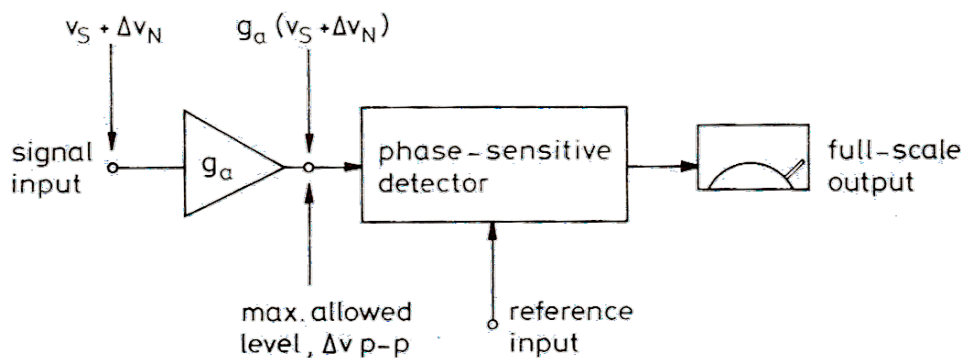 v_S + Δv_N
g_a (v_S + Δv_N)
signal
input
g_a
phase-sensitive
detector
full-scale
output
max. allowed
level, Δv p-p
reference
input